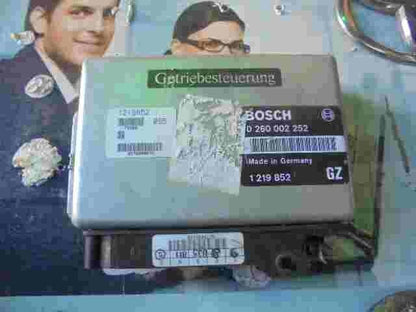 Getriebesteuerung
1219852
BOSCH
0 260 002 252
Made in Germany
1 219 852
GZ